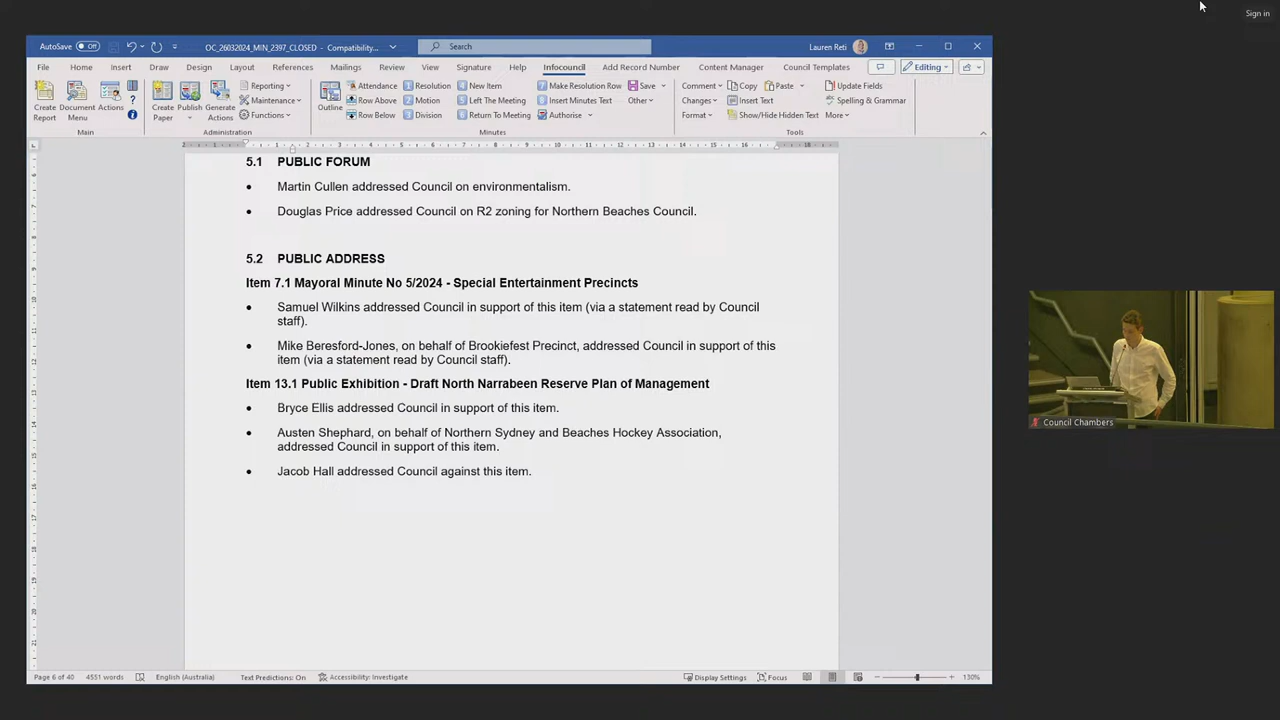 Sign in
AutoSave Off
OC_26032024_MIN_2397_CLOSED - Compatibility...
Search
Lauren Reti
File Home Insert Draw Design Layout References Mailings Review View Signature Help Infocouncil Add Record Number Content Manager Council Templates Editing
Create Report
Document Menu
Actions
Main
Create Paper
Publish
Generate Actions
Reporting
Maintenance
Functions
Administration
Outline
Attendance
Row Above
Row Below
Resolution
Motion
Division
New Item
Left The Meeting
Return To Meeting
Make Resolution Row
Insert Minutes Text
Authorise
Save
Other
Minutes
Comment
Changes
Format
Copy
Paste
Insert Text
Show/Hide Hidden Text
Update Fields
Spelling & Grammar
More
Tools
5.1 PUBLIC FORUM
• Martin Cullen addressed Council on environmentalism.
• Douglas Price addressed Council on R2 zoning for Northern Beaches Council.
5.2 PUBLIC ADDRESS
Item 7.1 Mayoral Minute No 5/2024 - Special Entertainment Precincts
• Samuel Wilkins addressed Council in support of this item (via a statement read by Council
staff).
• Mike Beresford-Jones, on behalf of Brookiefest Precinct, addressed Council in support of this
item (via a statement read by Council staff).
Item 13.1 Public Exhibition - Draft North Narrabeen Reserve Plan of Management
• Bryce Ellis addressed Council in support of this item.
• Austen Shephard, on behalf of Northern Sydney and Beaches Hockey Association,
addressed Council in support of this item.
• Jacob Hall addressed Council against this item.
Council Chambers
Page 6 of 40 4551 words English (Australia) Text Predictions: On Accessibility: Investigate Display Settings Focus 130%